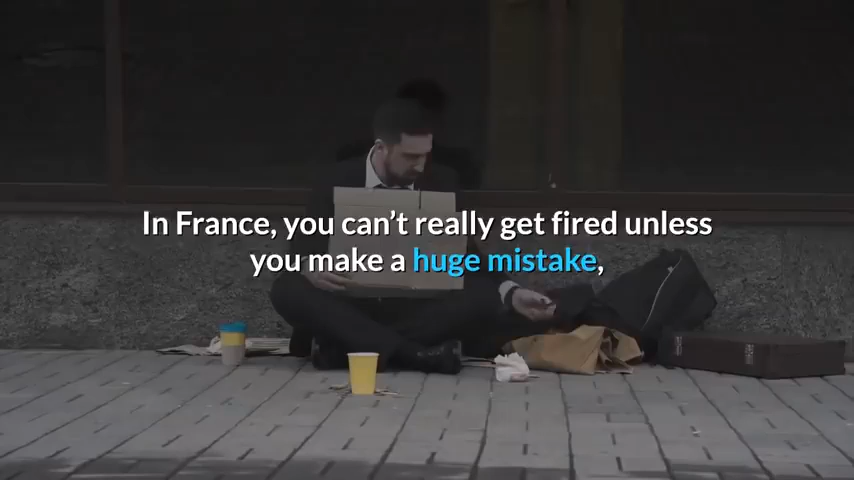 In France, you can't really get fired unless
you make a huge mistake,